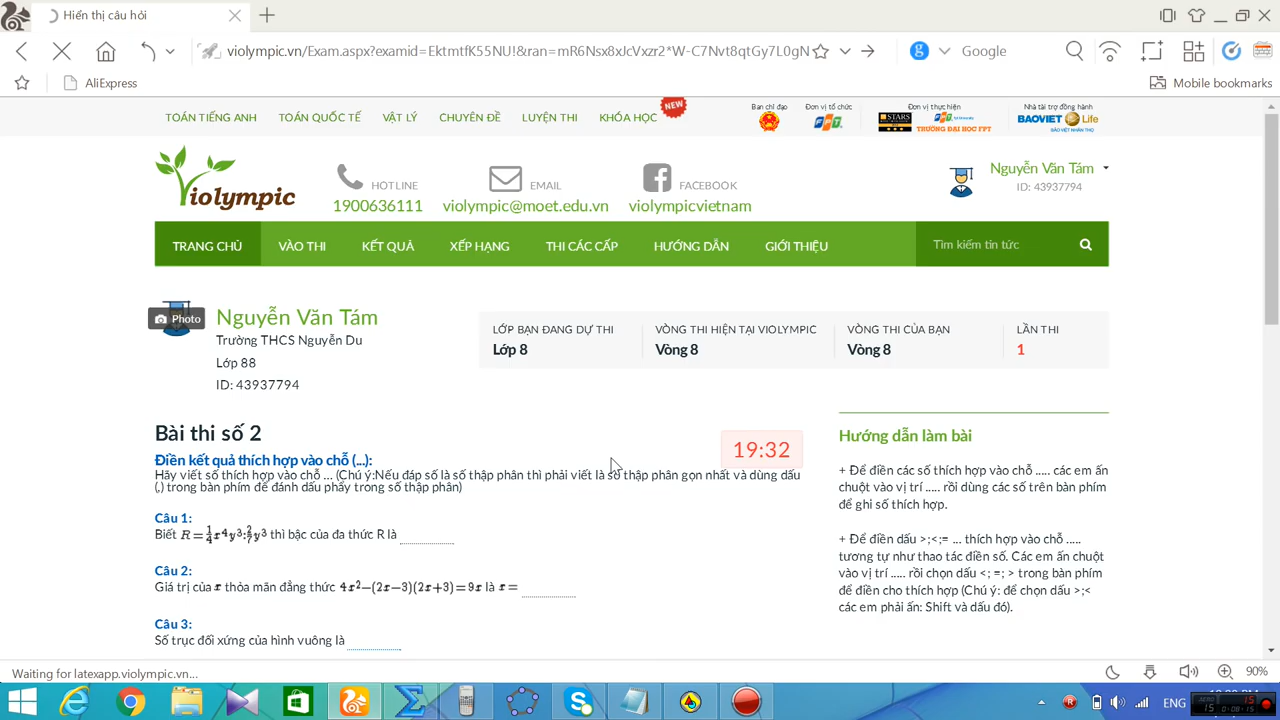 Hiển thị câu hỏi
violympic.vn/Exam.aspx?examid=EktmtfK55NU!&ran=mR6Nsx8xJcVxzr2*W-C7Nvt8qtGy7L0gN
Google
AliExpress
Mobile bookmarks
TOÁN TIẾNG ANH
TOÁN QUỐC TẾ
VẬT LÝ
CHUYÊN ĐỀ
LUYỆN THI
KHÓA HỌC
NEW
Ban chỉ đạo
Đơn vị tổ chức
FPT
Đơn vị thực hiện
STARS
TRƯỜNG ĐẠI HỌC FPT
Nhà tài trợ đồng hành
BAOVIET Life
BẢO VIỆT NHÂN THỌ
Violympic
HOTLINE
1900636111
EMAIL
violympic@moet.edu.vn
FACEBOOK
violympicvietnam
Nguyễn Văn Tám
ID: 43937794
TRANG CHỦ
VÀO THI
KẾT QUẢ
XẾP HẠNG
THI CÁC CẤP
HƯỚNG DẪN
GIỚI THIỆU
Tìm kiếm tin tức
Photo
Nguyễn Văn Tám
Trường THCS Nguyễn Du
Lớp 88
ID: 43937794
LỚP BẠN ĐANG DỰ THI
Lớp 8
VÒNG THI HIỆN TẠI VIOLYMPIC
Vòng 8
VÒNG THI CỦA BẠN
Vòng 8
LẦN THI
1
Bài thi số 2
19:32
Điền kết quả thích hợp vào chỗ (...):
Hãy viết số thích hợp vào chỗ ... (Chú ý:Nếu đáp số là số thập phân thì phải viết là số thập phân gọn nhất và dùng dấu
(,) trong bàn phím để đánh dấu phẩy trong số thập phân)
Câu 1:
Biết R = 1/4 x⁴y³ : 2/7 y³ thì bậc của đa thức R là
Câu 2:
Giá trị của x thỏa mãn đẳng thức 4x²−(2x−3)(2x+3)=9x là x =
Câu 3:
Số trục đối xứng của hình vuông là
Hướng dẫn làm bài
+ Để điền các số thích hợp vào chỗ ..... các em ấn
chuột vào vị trí ..... rồi dùng các số trên bàn phím
để ghi số thích hợp.
+ Để điền dấu >;<;= ... thích hợp vào chỗ .....
tương tự như thao tác điền số. Các em ấn chuột
vào vị trí ..... rồi chọn dấu <; =; > trong bàn phím
để điền cho thích hợp (Chú ý: để chọn dấu >;<
các em phải ấn: Shift và dấu đó).
Waiting for latexapp.violympic.vn...
90%
ENG